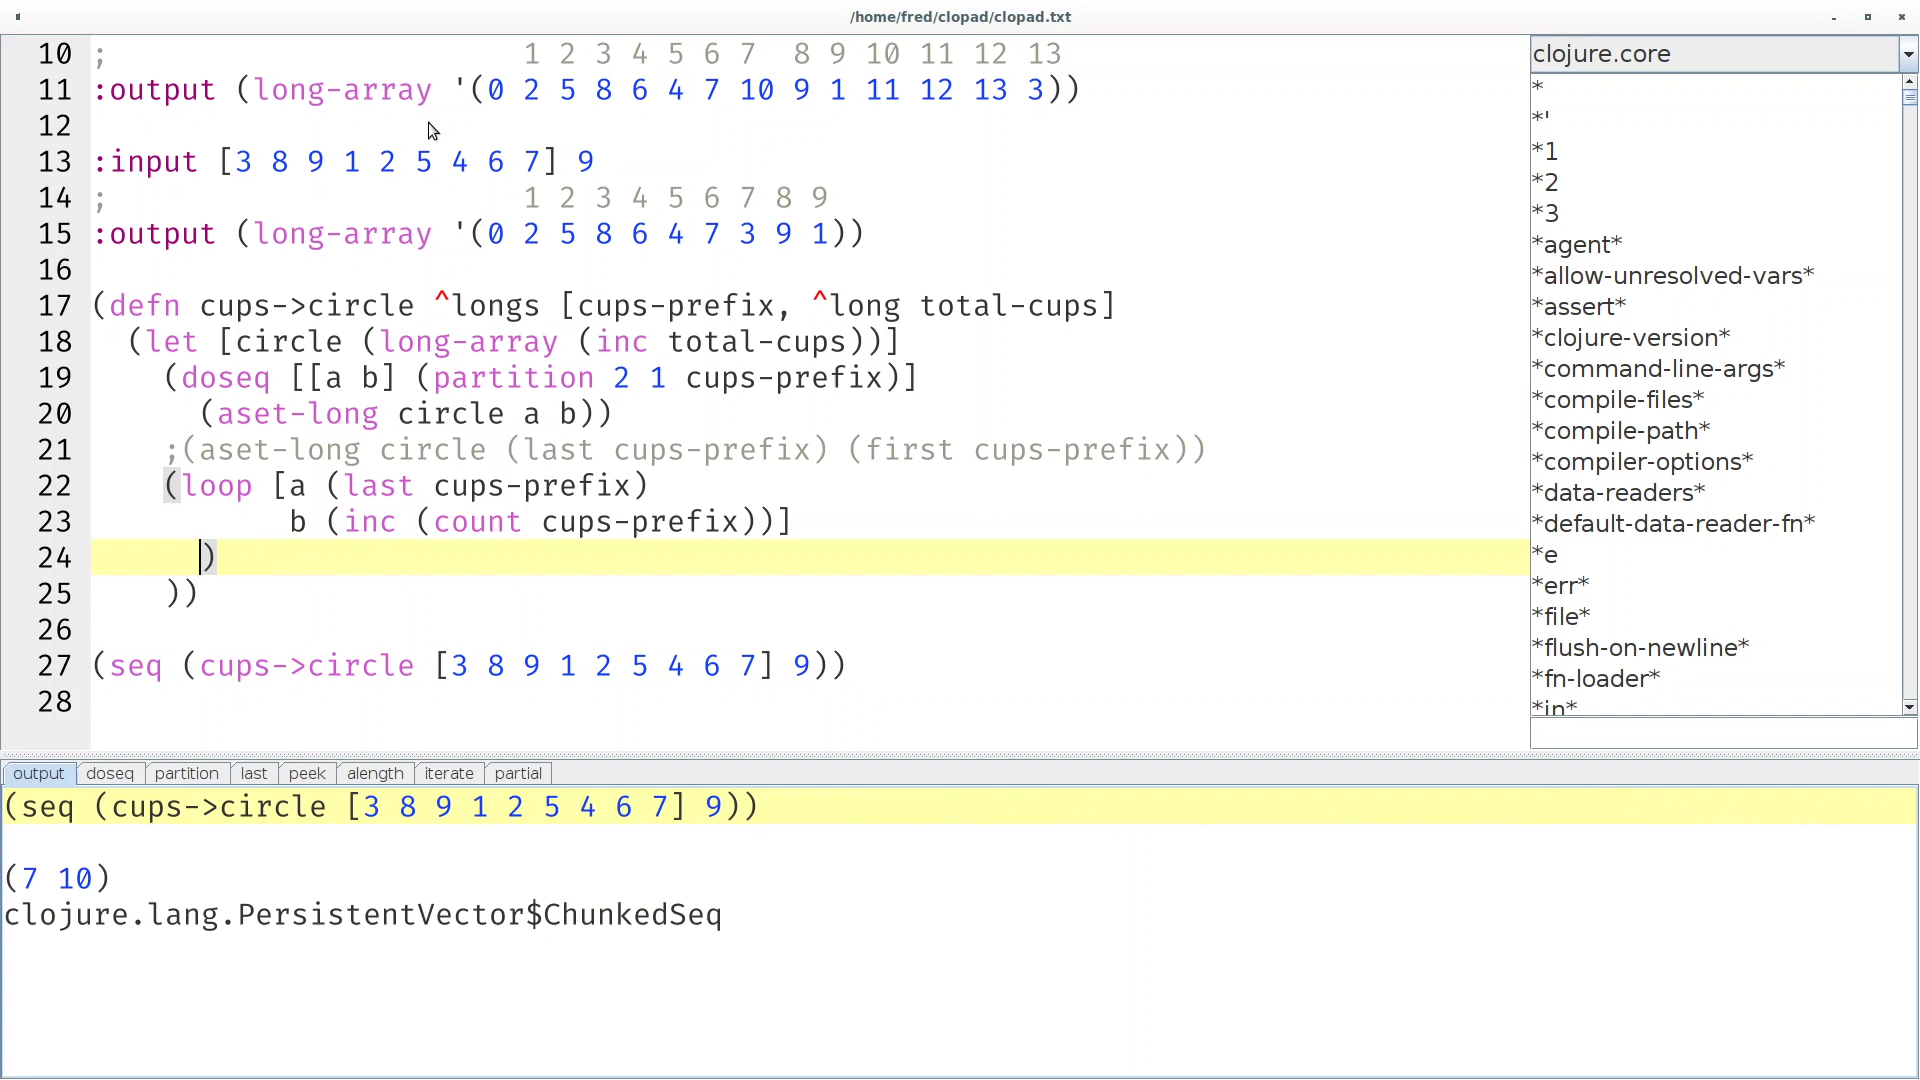 /home/fred/clopad/clopad.txt
10 ; 1 2 3 4 5 6 7 8 9 10 11 12 13
11 :output (long-array '(0 2 5 8 6 4 7 10 9 1 11 12 13 3))
12
13 :input [3 8 9 1 2 5 4 6 7] 9
14 ; 1 2 3 4 5 6 7 8 9
15 :output (long-array '(0 2 5 8 6 4 7 3 9 1))
16
17 (defn cups->circle ^longs [cups-prefix, ^long total-cups]
18 (let [circle (long-array (inc total-cups))]
19 (doseq [[a b] (partition 2 1 cups-prefix)]
20 (aset-long circle a b))
21 ;(aset-long circle (last cups-prefix) (first cups-prefix))
22 (loop [a (last cups-prefix)
23 b (inc (count cups-prefix))]
24 )
25 ))
26
27 (seq (cups->circle [3 8 9 1 2 5 4 6 7] 9))
28
clojure.core
*
*'
*1
*2
*3
*agent*
*allow-unresolved-vars*
*assert*
*clojure-version*
*command-line-args*
*compile-files*
*compile-path*
*compiler-options*
*data-readers*
*default-data-reader-fn*
*e
*err*
*file*
*flush-on-newline*
*fn-loader*
*in*
output doseq partition last peek alength iterate partial
(seq (cups->circle [3 8 9 1 2 5 4 6 7] 9))
(7 10)
clojure.lang.PersistentVector$ChunkedSeq